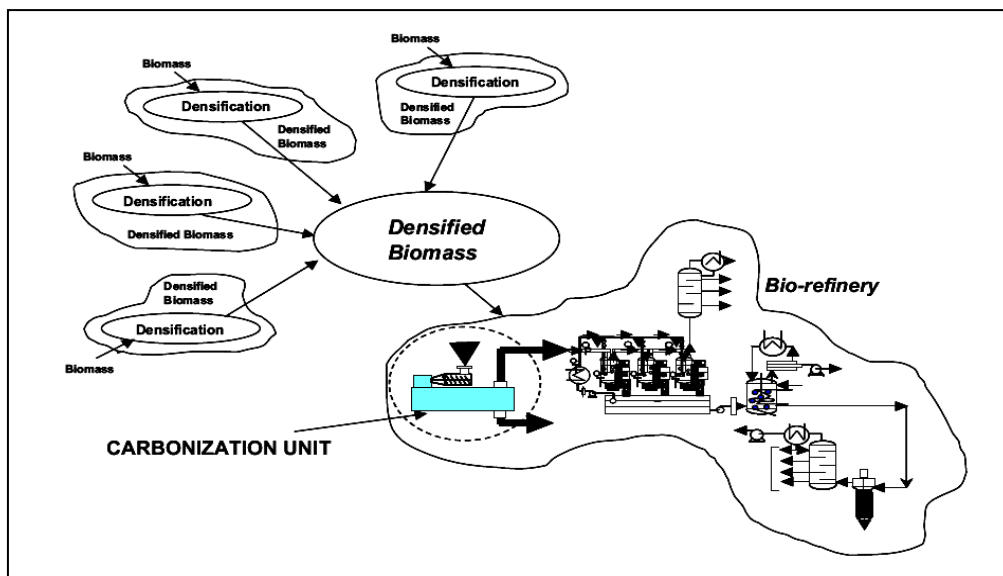 Biomass
Densification
Densified
Biomass
Biomass
Densification
Densified
Biomass
Biomass
Densification
Densified Biomass
Densified
Biomass
Densification
Biomass
Densified
Biomass
Bio-refinery
CARBONIZATION UNIT